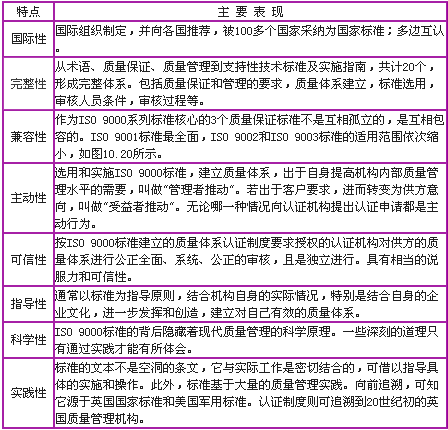 特点 主 要 表 现
国际性 国际组织制定，并向各国推荐，被100多个国家采纳为国家标准；多边互认
。
完整性 从术语、质量保证、质量管理到支持性技术标准及实施指南，共计20个，
形成完整体系。包括质量保证和管理的要求，质量体系建立，标准选用，
审核人员条件，审核过程等。
兼容性 作为ISO 9000系列标准核心的3个质量保证标准不是互相孤立的，是互相包
容的。ISO 9001标准最全面，ISO 9002和ISO 9003标准的适用范围依次缩
小，如图10.20所示。
主动性 选用和实施ISO 9000标准，建立质量体系，出于自身提高机构内部质量管
理水平的需要，叫做“管理者推动”。若出于客户要求，进而转变为供方意
向，叫做“受益者推动”。无论哪一种情况向认证机构提出认证申请都是主
动行为。
可信性 按ISO 9000标准建立的质量体系认证制度要求授权的认证机构对供方的质
量体系进行公正全面、系统、公正的审核，且是独立进行。具有相当的说
服力和可信性。
指导性 通常以标准为指导原则，结合机构自身的实际情况，特别是结合自身的企
业文化，进一步发挥和创造，建立对自己有效的质量体系。
科学性 ISO 9000标准的背后隐藏着现代质量管理的科学原理。一些深刻的道理只
有通过实践才能有所体会。
实践性 标准的文本不是空洞的条文，它与实际工作是密切结合的，可借以指导具
体的实施和操作。此外，标准基于大量的质量管理实践。向前追溯，可知
它源于英国国家标准和美国军用标准。认证制度则可追溯到20世纪初的英
国质量管理机构。